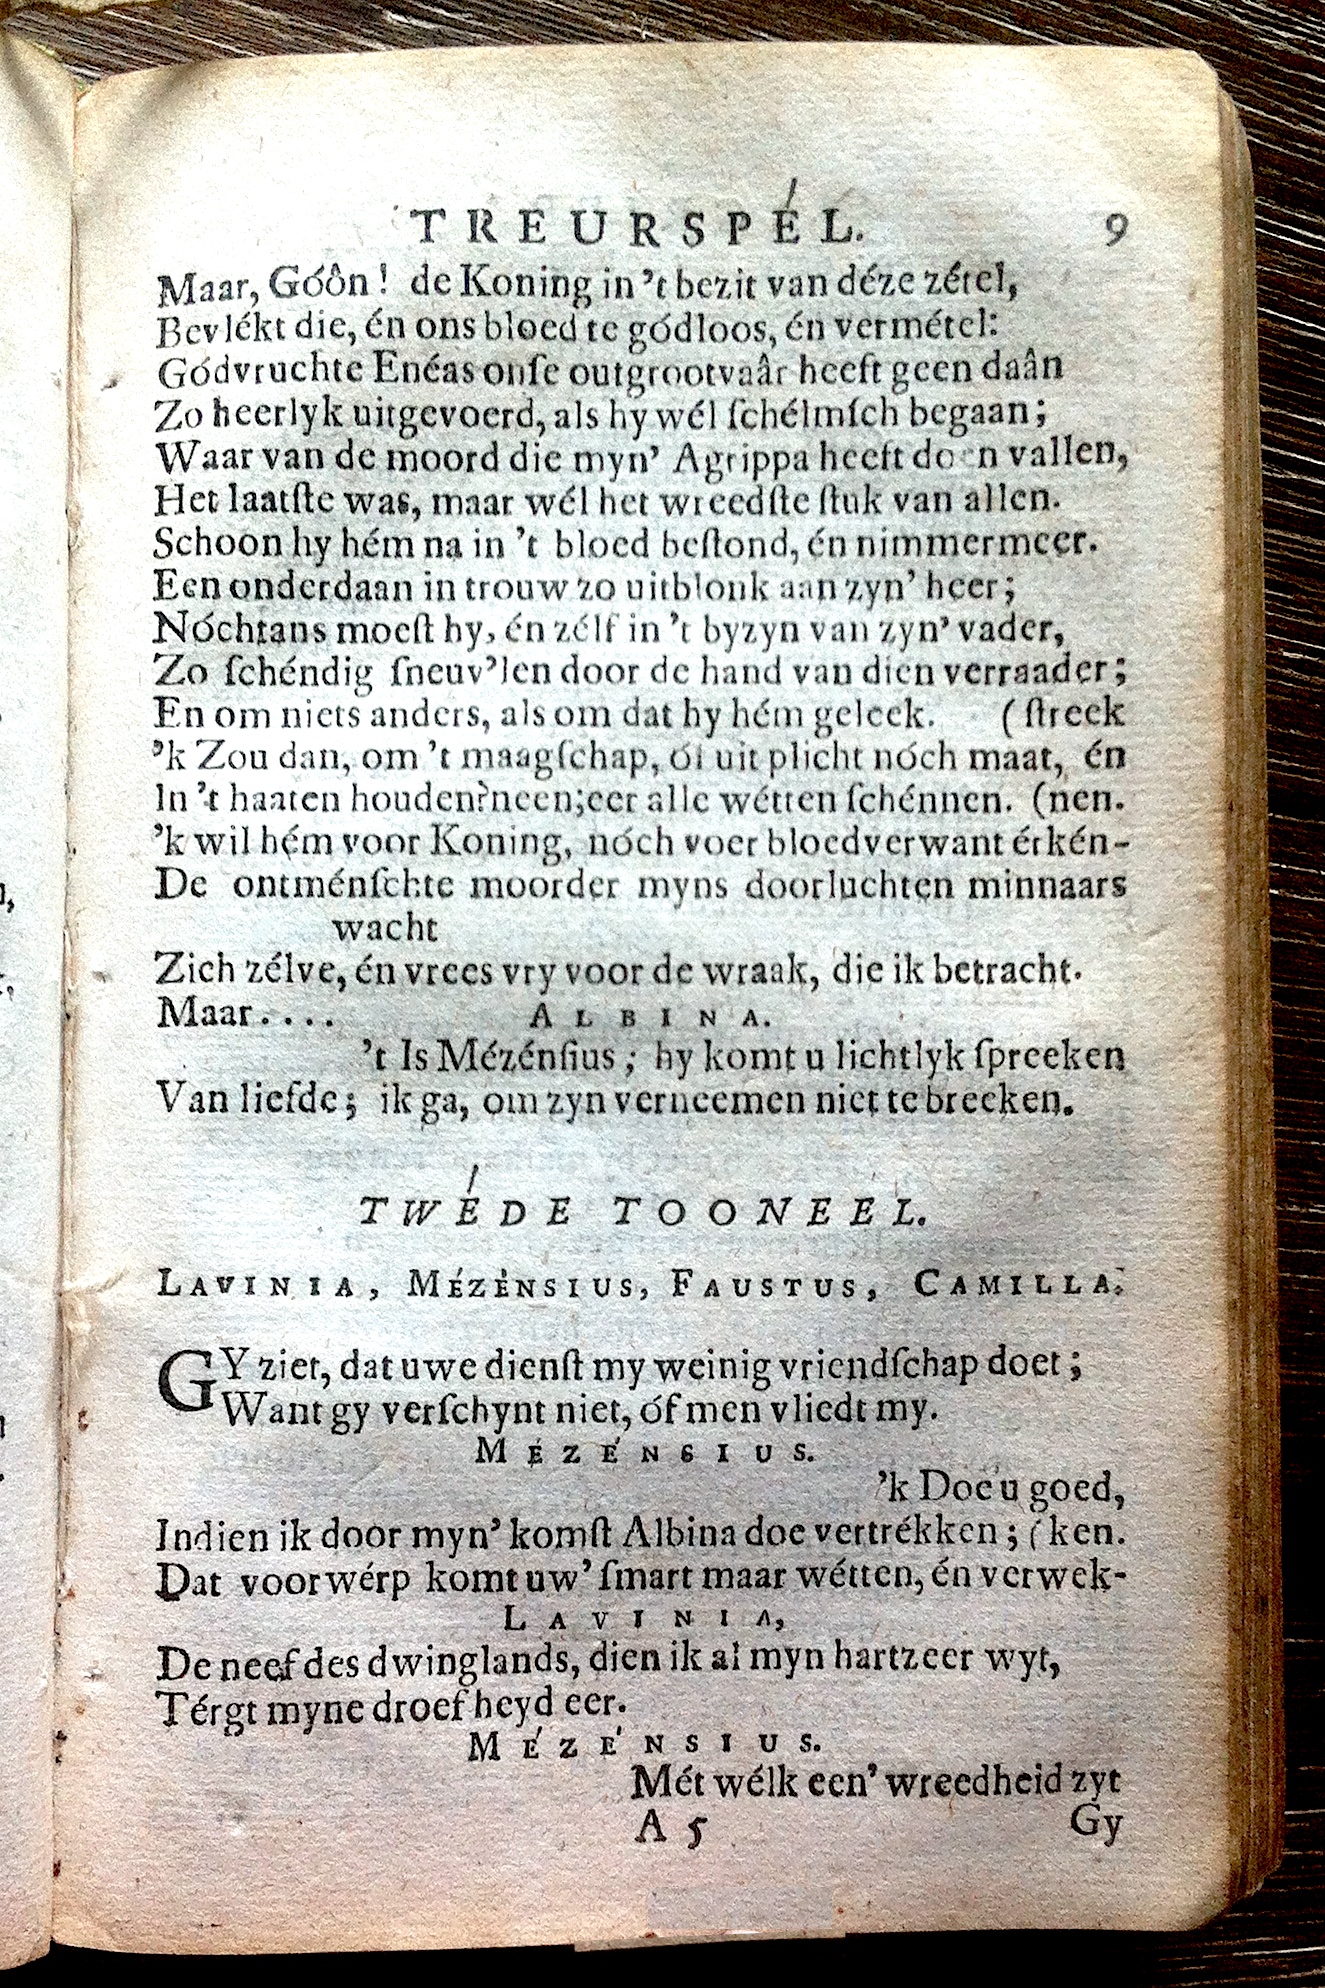 TREURSPÉL. 9
Maar, Góôn! de Koning in 't bezit van déze zétel,
Bevlékt die, én ons bloed te gódloos, én vermétel:
Gódvruchte Enéas onſe outgrootvaâr heeft geen daân
Zo heerlyk uitgevoerd, als hy wél ſchélmſch begaan;
Waar van de moord die myn' Agrippa heeft doen vallen,
Het laatſte was, maar wél het wreedſte ſtuk van allen.
Schoon hy hém na in 't bloed beſtond, én nimmermeer.
Een onderdaan in trouw zo uitblonk aan zyn' heer;
Nóchtans moeſt hy, én zélf in 't byzyn van zyn' vader,
Zo ſchéndig ſneuv'len door de hand van dien verraader;
En om niets anders, als om dat hy hém geleek. (ſtreek
'k Zou dan, om 't maagſchap, óf uit plicht nóch maat, én
In 't haaten houden? neen; eer alle wétten ſchénnen. (nen.
'k wil hém voor Koning, nóch voer bloedverwant érkén-
De ontménſchte moorder myns doorluchten minnaars
wacht
Zich zélve, én vrees vry voor de wraak, die ik betracht.
Maar.... ALBINA.
't Is Mézénſius; hy komt u lichtlyk ſpreeken
Van liefde; ik ga, om zyn verneemen niet te breeken.
TWÉDE TOONEEL.
LAVINIA, MÉZÉNSIUS, FAUSTUS, CAMILLA.
GY ziet, dat uwe dienſt my weinig vriendſchap doet;
Want gy verſchynt niet, óf men vliedt my.
MÉZÉNSIUS.
'k Doe u goed,
Indien ik door myn' komſt Albina doe vertrékken; (ken.
Dat voorwérp komt uw' ſmart maar wétten, én verwek-
LAVINIA,
De neef des dwinglands, dien ik al myn hartzeer wyt,
Térgt myne droefheyd eer.
MÉZÉNSIUS.
Mét wélk een' wreedheid zyt
A 5 Gy